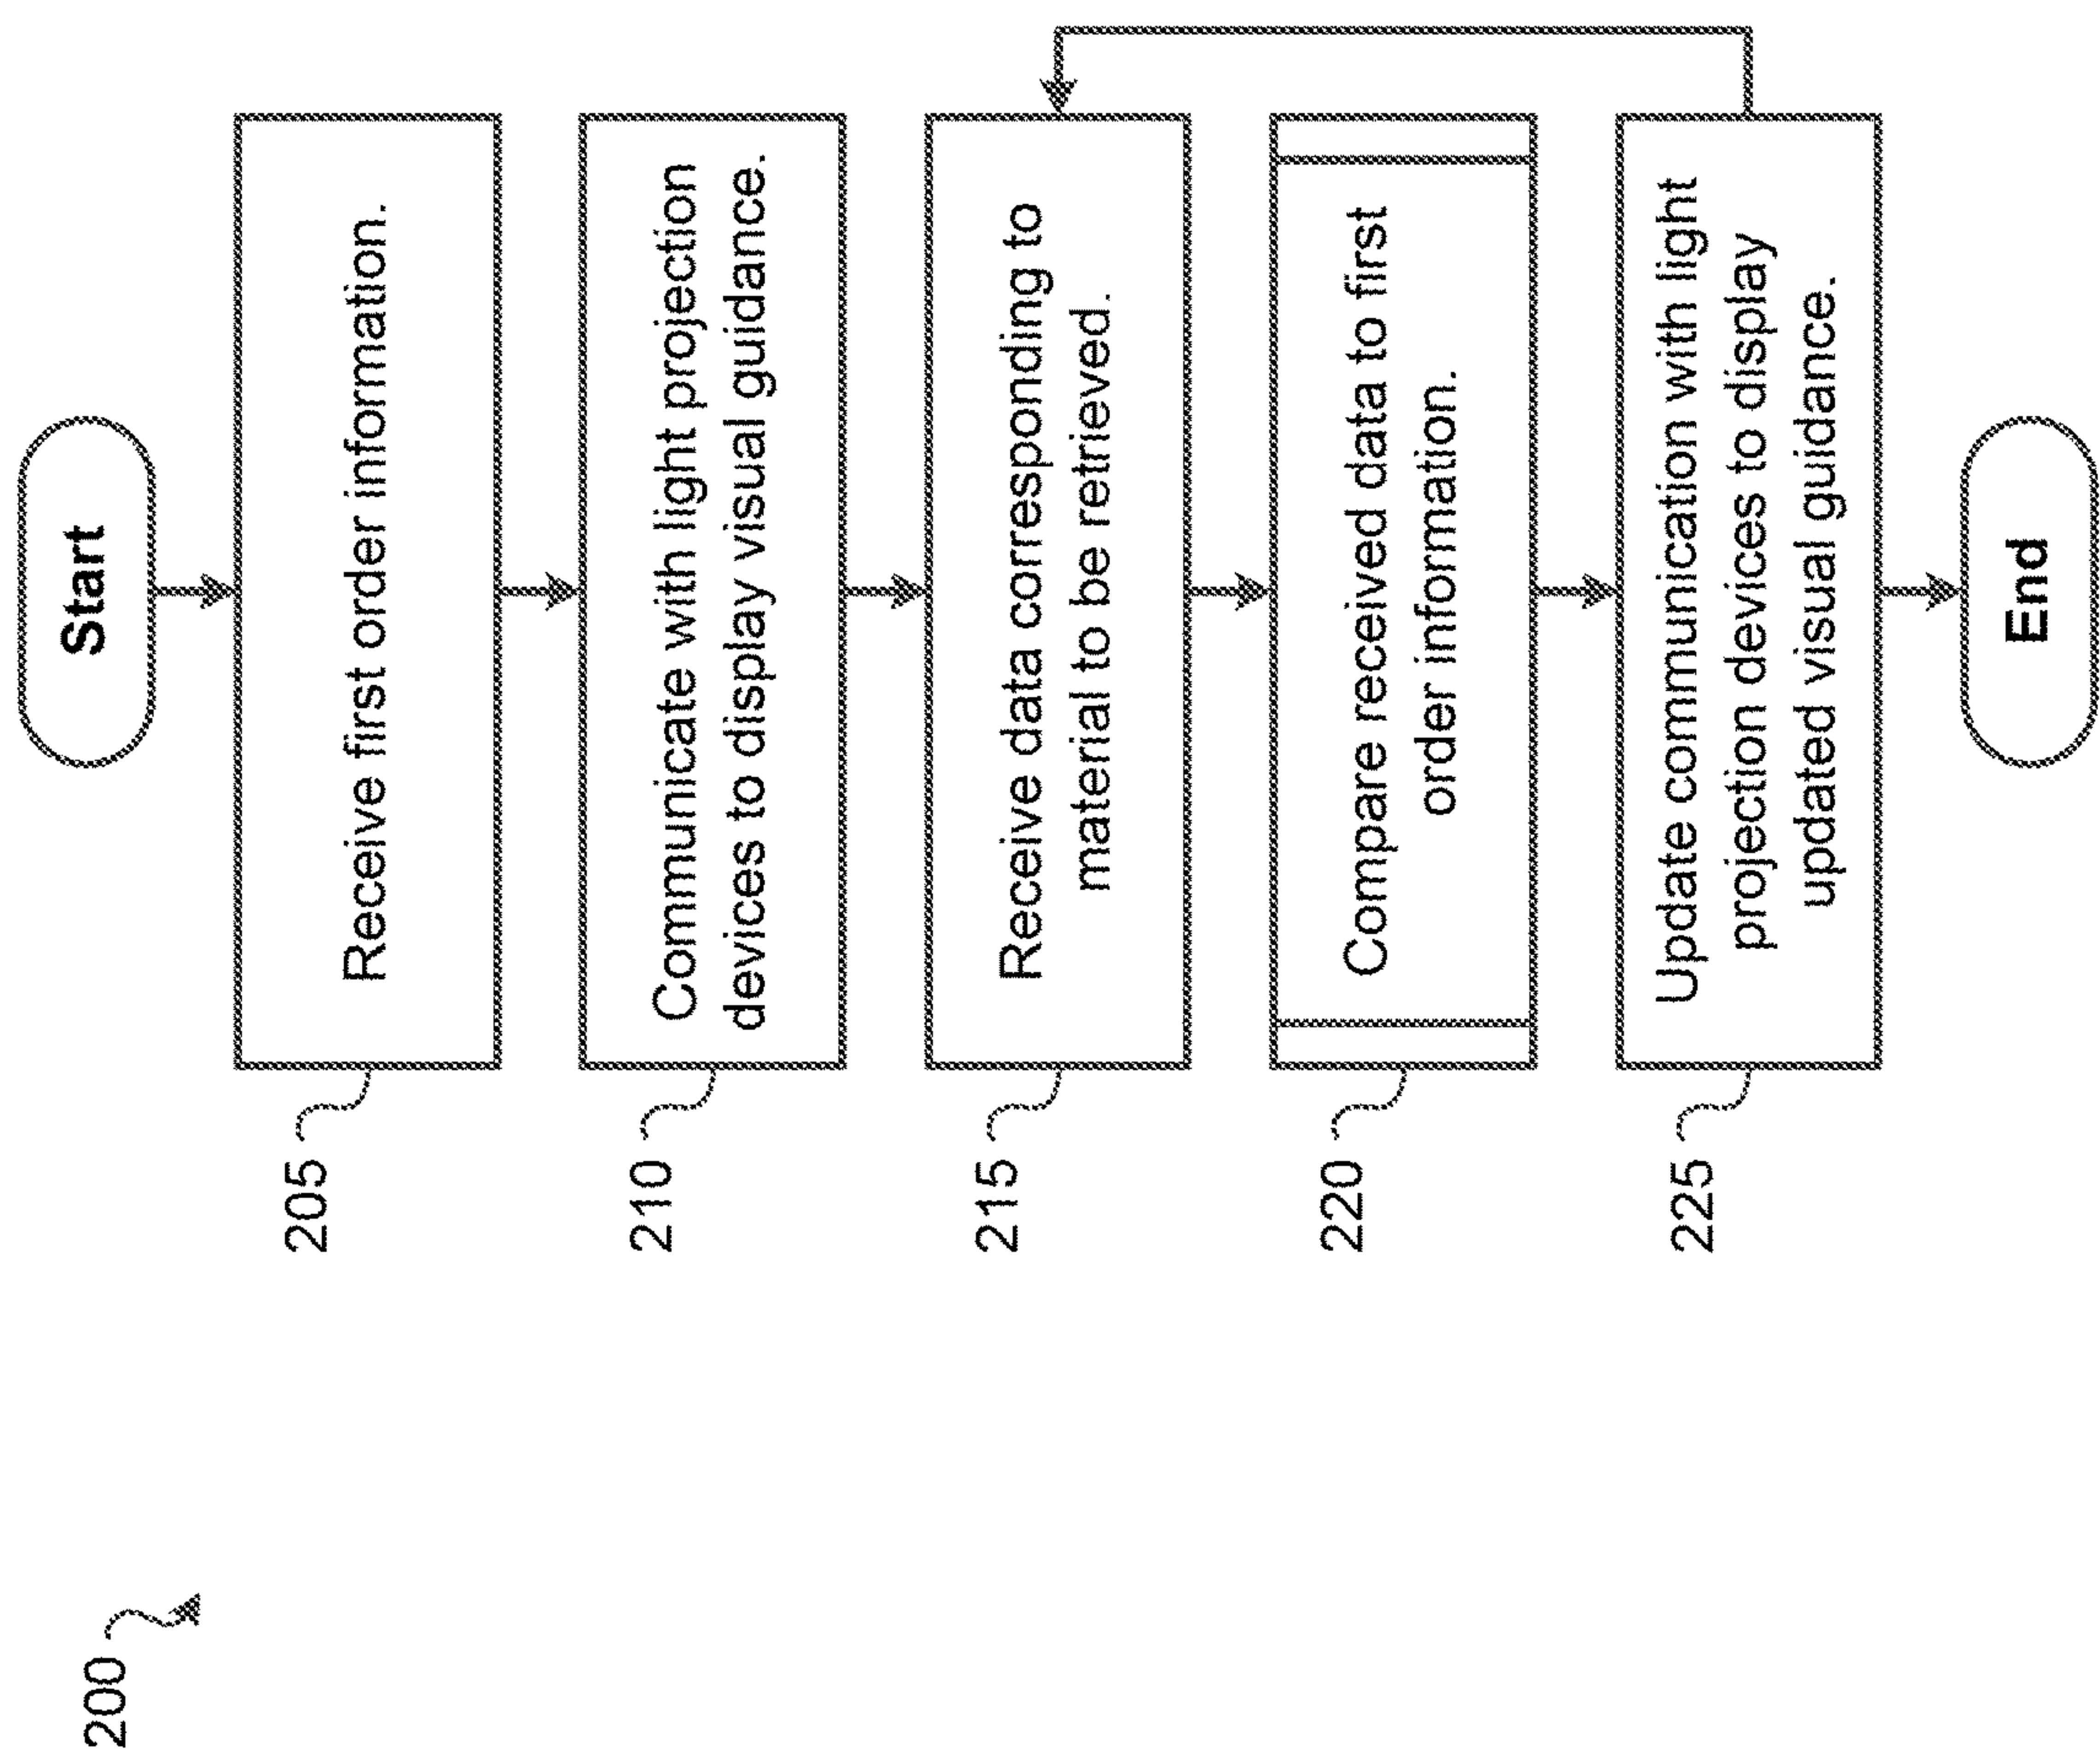 200
Start
205
Receive first order information.
210
Communicate with light projection
devices to display visual guidance.
215
Receive data corresponding to
material to be retrieved.
220
Compare received data to first
order information.
225
Update communication with light
projection devices to display
updated visual guidance.
End